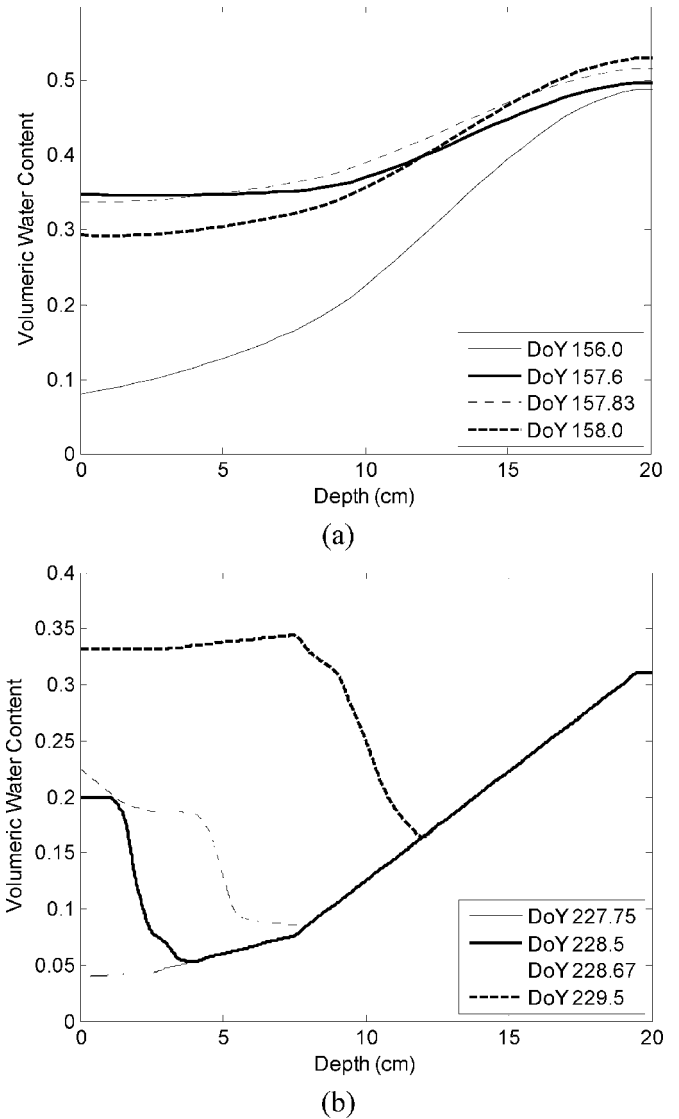 0.5
0.4
0.3
0.2
0.1
0
Volumeric Water Content
DoY 156.0
DoY 157.6
DoY 157.83
DoY 158.0
0 5 10 15 20
Depth (cm)
(a)
0.4
0.35
0.3
0.25
0.2
0.15
0.1
0.05
0
Volumeric Water Content
DoY 227.75
DoY 228.5
DoY 228.67
DoY 229.5
0 5 10 15 20
Depth (cm)
(b)